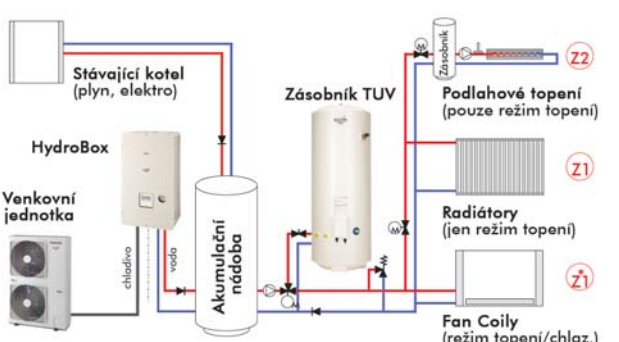 Stávající kotel
(plyn, elektro)
HydroBox
Venkovní
jednotka
chladivo
voda
Akumulační
nádoba
Zásobník TUV
Zásobník
M
M
M
Z2
Podlahové topení
(pouze režim topení)
Z1
Radiátory
(jen režim topení)
Z*1
Fan Coily
(režim topení/chlaz.)